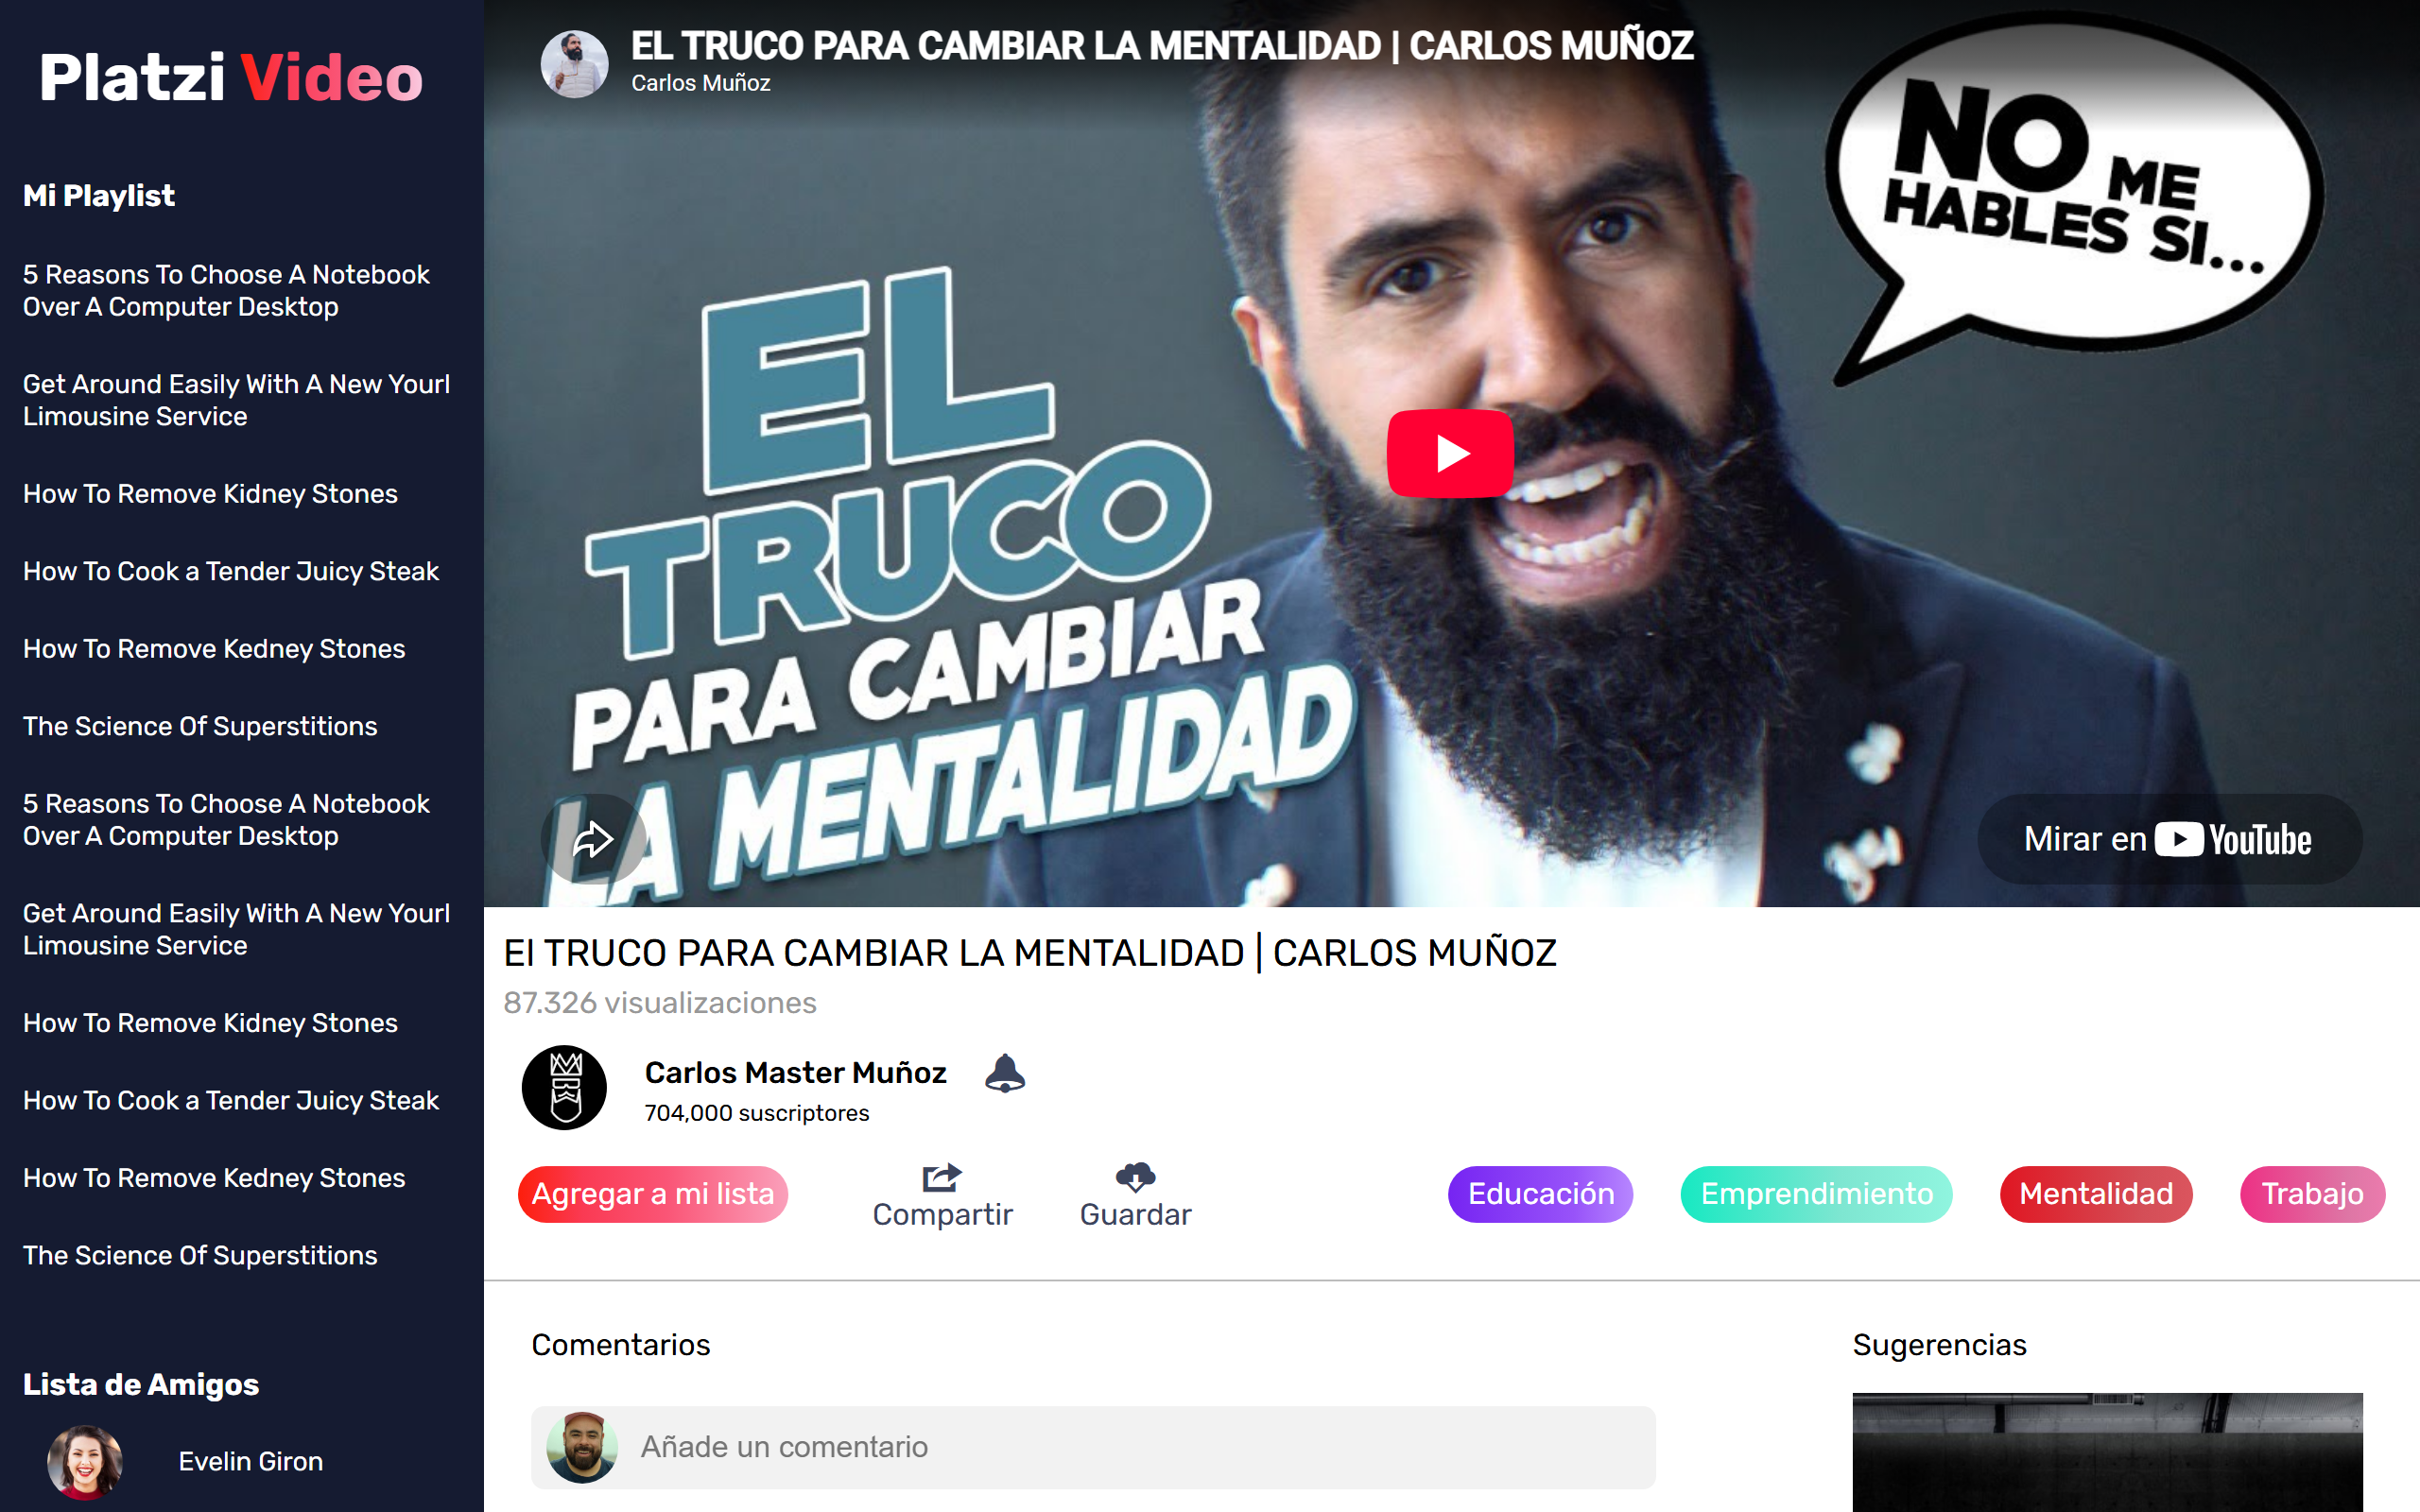 Platzi Video
Mi Playlist
5 Reasons To Choose A Notebook
Over A Computer Desktop
Get Around Easily With A New Yourl
Limousine Service
How To Remove Kidney Stones
How To Cook a Tender Juicy Steak
How To Remove Kedney Stones
The Science Of Superstitions
5 Reasons To Choose A Notebook
Over A Computer Desktop
Get Around Easily With A New Yourl
Limousine Service
How To Remove Kidney Stones
How To Cook a Tender Juicy Steak
How To Remove Kedney Stones
The Science Of Superstitions
Lista de Amigos
Evelin Giron
EL TRUCO PARA CAMBIAR LA MENTALIDAD | CARLOS MUÑOZ
Carlos Muñoz
NO ME
HABLES SI...
EL
TRUCO
PARA CAMBIAR
LA MENTALIDAD
Mirar en YouTube
El TRUCO PARA CAMBIAR LA MENTALIDAD | CARLOS MUÑOZ
87.326 visualizaciones
Carlos Master Muñoz
704,000 suscriptores
Agregar a mi lista
Compartir
Guardar
Educación
Emprendimiento
Mentalidad
Trabajo
Comentarios
Añade un comentario
Sugerencias